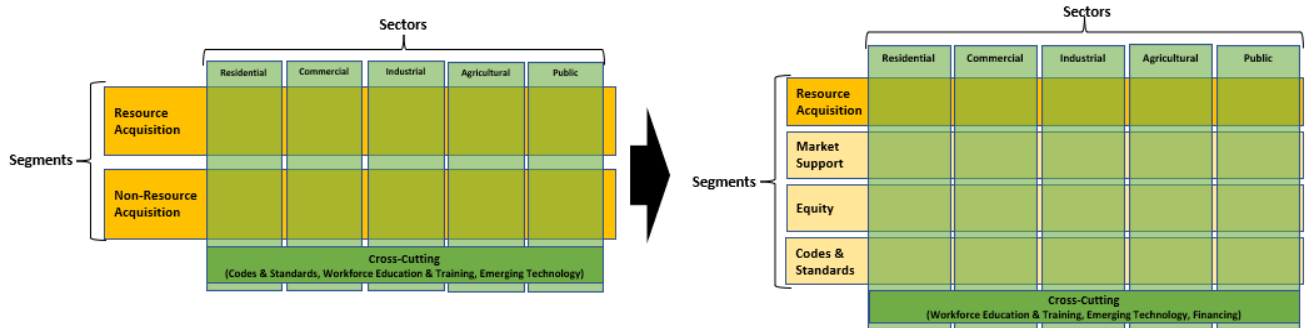 Sectors
Residential
Commercial
Industrial
Agricultural
Public
Segments
Resource
Acquisition
Non-Resource
Acquisition
Cross-Cutting
(Codes & Standards, Workforce Education & Training, Emerging Technology)
Sectors
Residential
Commercial
Industrial
Agricultural
Public
Segments
Resource
Acquisition
Market
Support
Equity
Codes &
Standards
Cross-Cutting
(Workforce Education & Training, Emerging Technology, Financing)